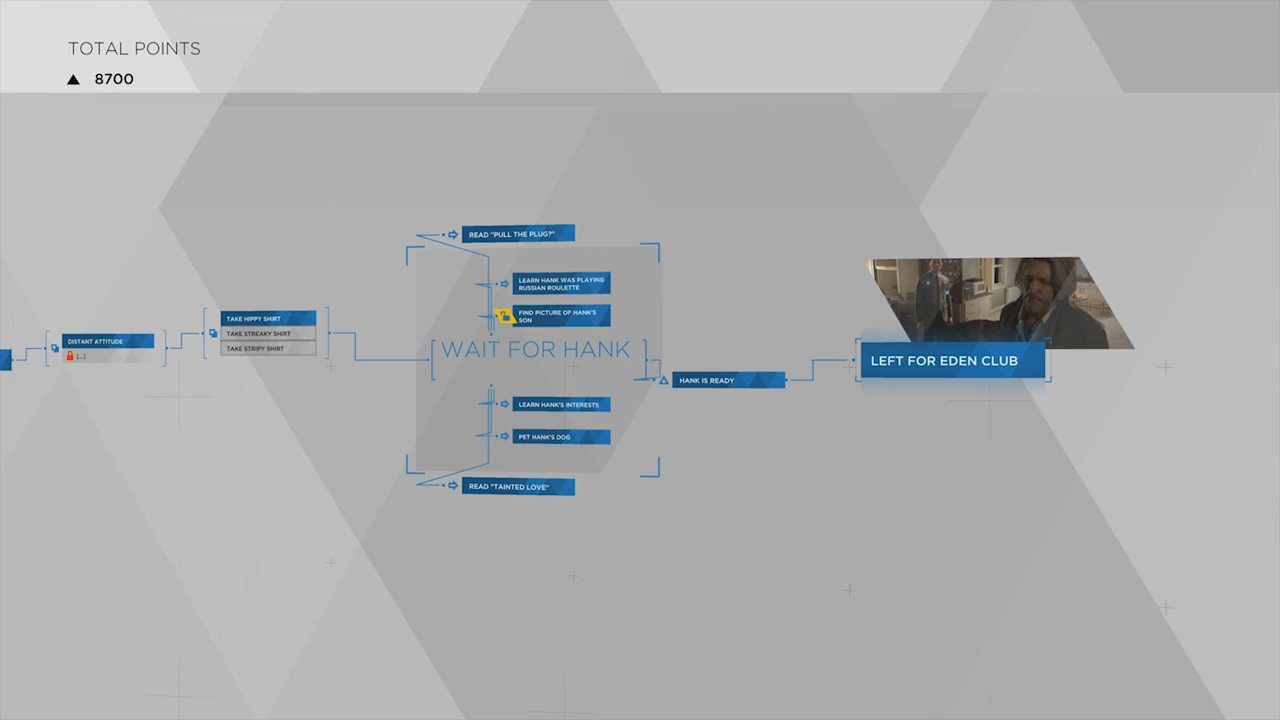 TOTAL POINTS
8700
DISTANT ATTITUDE
[...]
TAKE HIPPY SHIRT
TAKE STREAKY SHIRT
TAKE STRIPY SHIRT
READ "PULL THE PLUG?"
LEARN HANK WAS PLAYING
RUSSIAN ROULETTE
FIND PICTURE OF HANK'S
SON
WAIT FOR HANK
LEARN HANK'S INTERESTS
PET HANK'S DOG
READ "TAINTED LOVE"
HANK IS READY
LEFT FOR EDEN CLUB